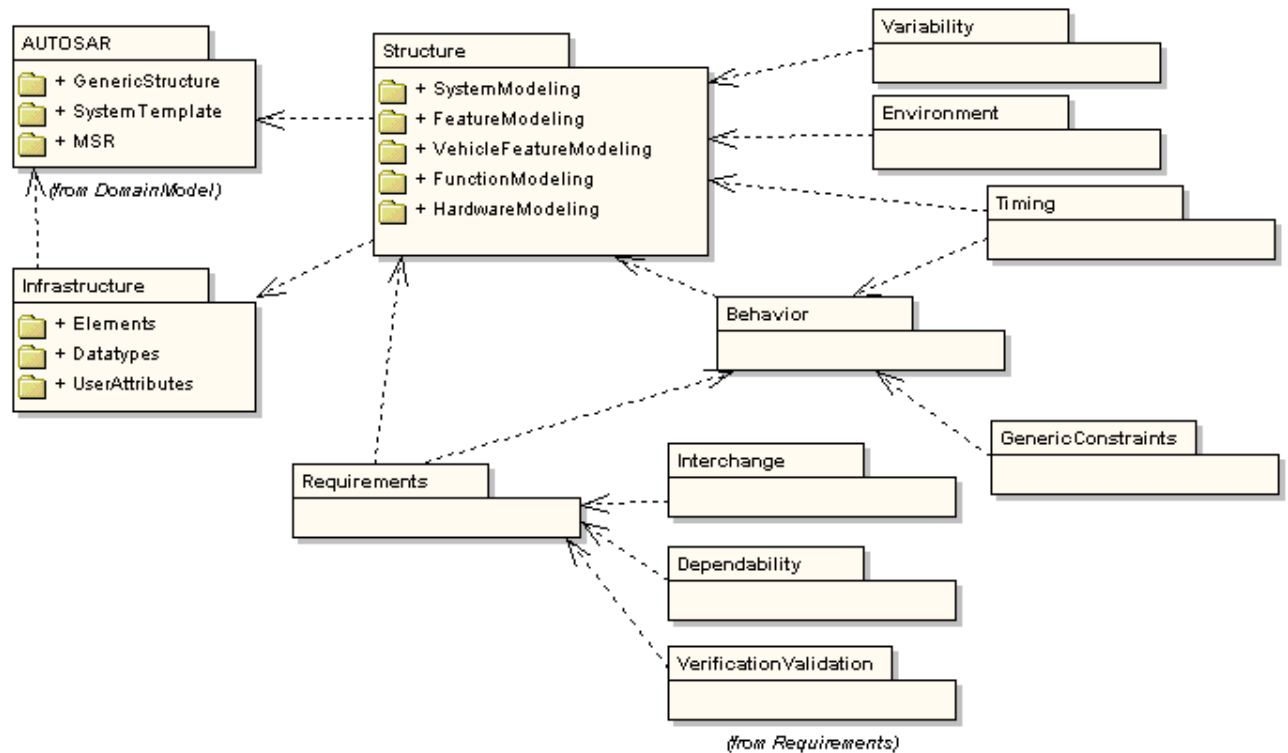 AUTOSAR
+ GenericStructure
+ SystemTemplate
+ MSR
(from DomainModel)
Infrastructure
+ Elements
+ Datatypes
+ UserAttributes
Structure
+ SystemModeling
+ FeatureModeling
+ VehicleFeatureModeling
+ FunctionModeling
+ HardwareModeling
Variability
Environment
Timing
Behavior
GenericConstraints
Requirements
Interchange
Dependability
VerificationValidation
(from Requirements)